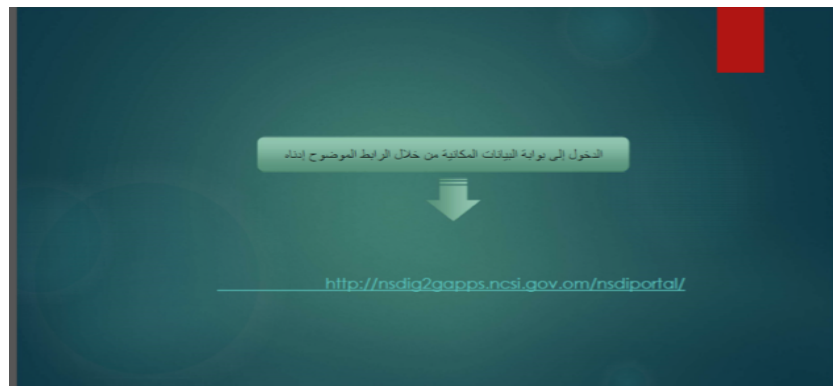 الدخول إلى بوابة البيانات المكانية من خلال الرابط الموضوح إدناه
http://nsdig2gapps.ncsi.gov.om/nsdiportal/